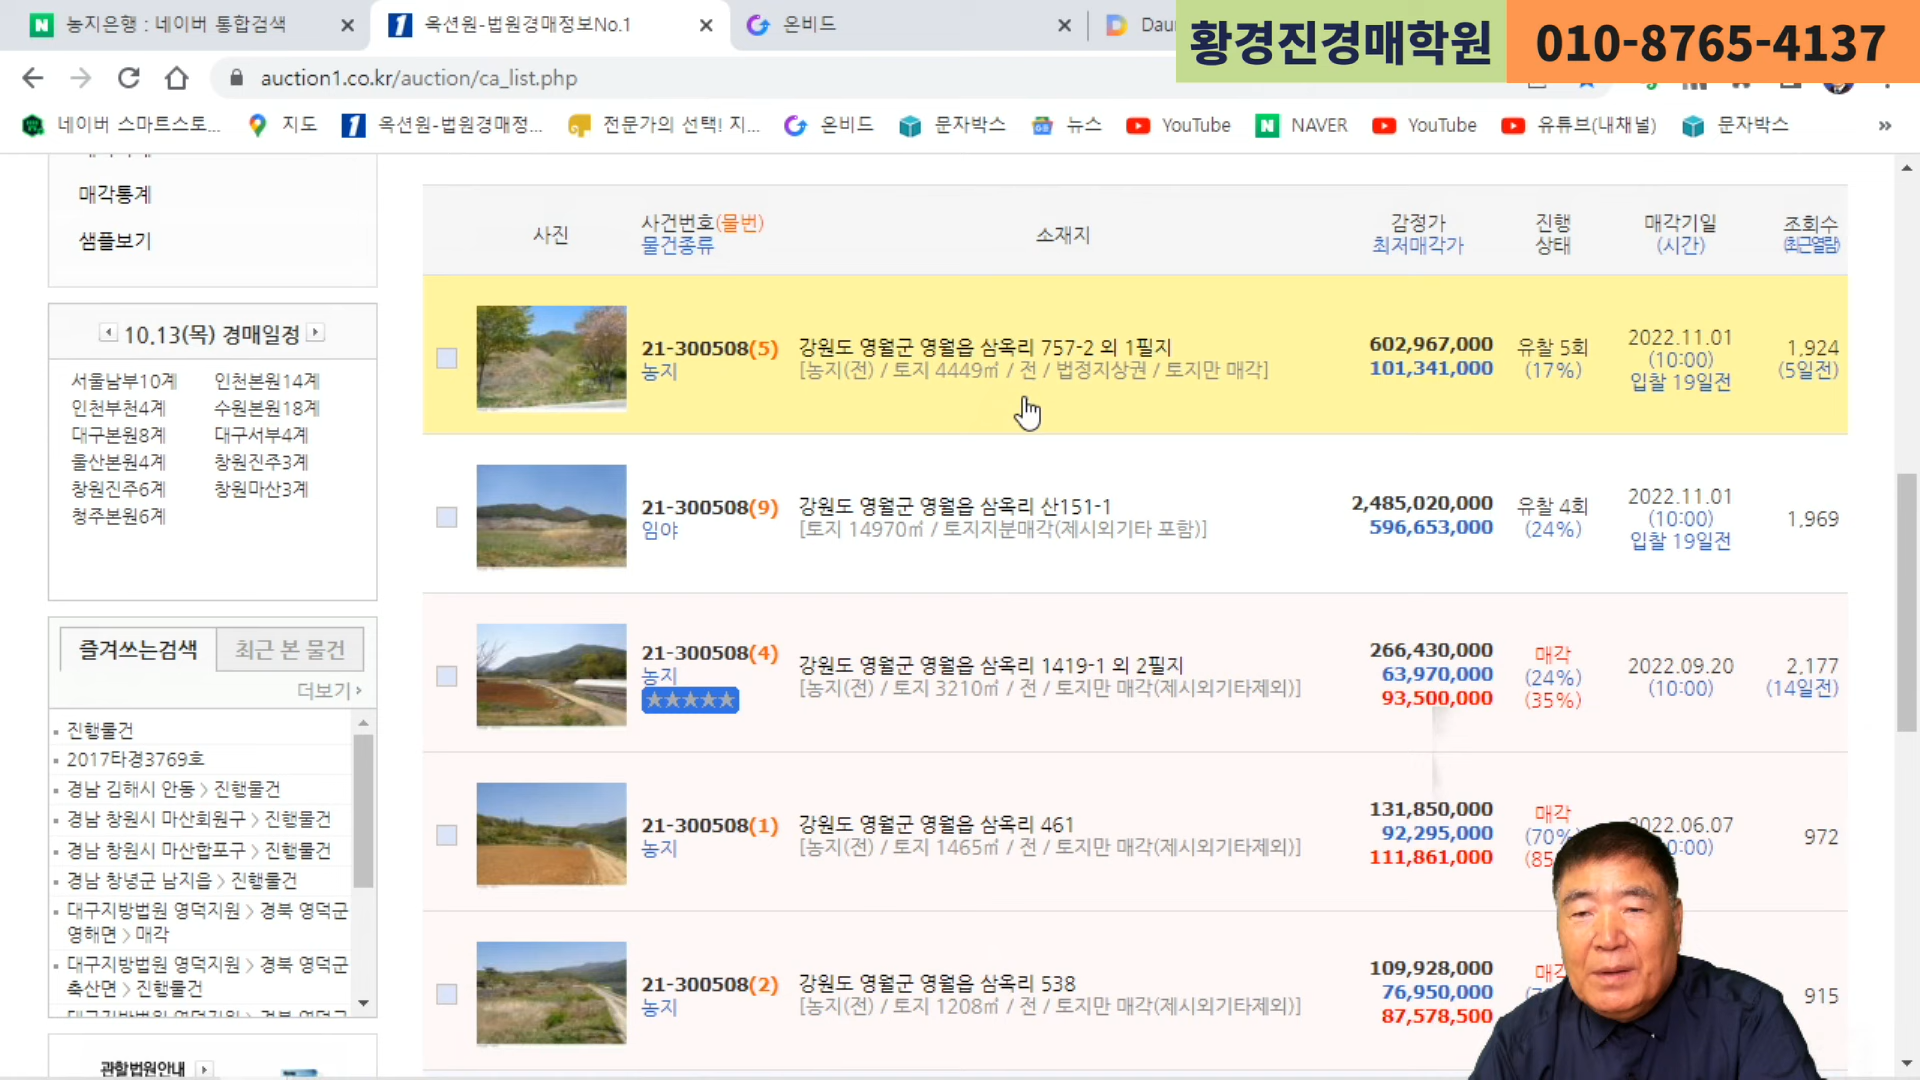 농지은행 : 네이버 통합검색
옥션원-법원경매정보No.1
온비드
황경진경매학원
010-8765-4137
auction1.co.kr/auction/ca_list.php
네이버 스마트스토...
지도
옥션원-법원경매정...
전문가의 선택! 지...
온비드
문자박스
뉴스
YouTube
NAVER
YouTube
유튜브(내채널)
문자박스
»
매각통계
샘플보기
10.13(목) 경매일정
서울남부10계 인천본원14계
인천부천4계 수원본원18계
대구본원8계 대구서부4계
울산본원4계 창원진주3계
창원진주6계 창원마산3계
청주본원6계
즐겨쓰는검색 최근 본 물건
더보기 ›
진행물건
2017타경3769호
경남 김해시 안동 > 진행물건
경남 창원시 마산회원구 > 진행물건
경남 창원시 마산합포구 > 진행물건
경남 창녕군 남지읍 > 진행물건
대구지방법원 영덕지원 > 경북 영덕군
영해면 > 매각
대구지방법원 영덕지원 > 경북 영덕군
축산면 > 진행물건
관할법원안내
사진
사건번호(물번)
물건종류
소재지
감정가
최저매각가
진행
상태
매각기일
(시간)
조회수
(최근열람)
21-300508(5)
농지
강원도 영월군 영월읍 삼옥리 757-2 외 1필지
[농지(전) / 토지 4449㎡ / 전 / 법정지상권 / 토지만 매각]
602,967,000
101,341,000
유찰 5회
(17%)
2022.11.01
(10:00)
입찰 19일전
1,924
(5일전)
21-300508(9)
임야
강원도 영월군 영월읍 삼옥리 산151-1
[토지 14970㎡ / 토지지분매각(제시외기타 포함)]
2,485,020,000
596,653,000
유찰 4회
(24%)
2022.11.01
(10:00)
입찰 19일전
1,969
21-300508(4)
농지
★★★★★
강원도 영월군 영월읍 삼옥리 1419-1 외 2필지
[농지(전) / 토지 3210㎡ / 전 / 토지만 매각(제시외기타제외)]
266,430,000
63,970,000
93,500,000
매각
(24%)
(35%)
2022.09.20
(10:00)
2,177
(14일전)
21-300508(1)
농지
강원도 영월군 영월읍 삼옥리 461
[농지(전) / 토지 1465㎡ / 전 / 토지만 매각(제시외기타제외)]
131,850,000
92,295,000
111,861,000
매각
(70%
(85
2022.06.07
0:00)
972
21-300508(2)
농지
강원도 영월군 영월읍 삼옥리 538
[농지(전) / 토지 1208㎡ / 전 / 토지만 매각(제시외기타제외)]
109,928,000
76,950,000
87,578,500
915